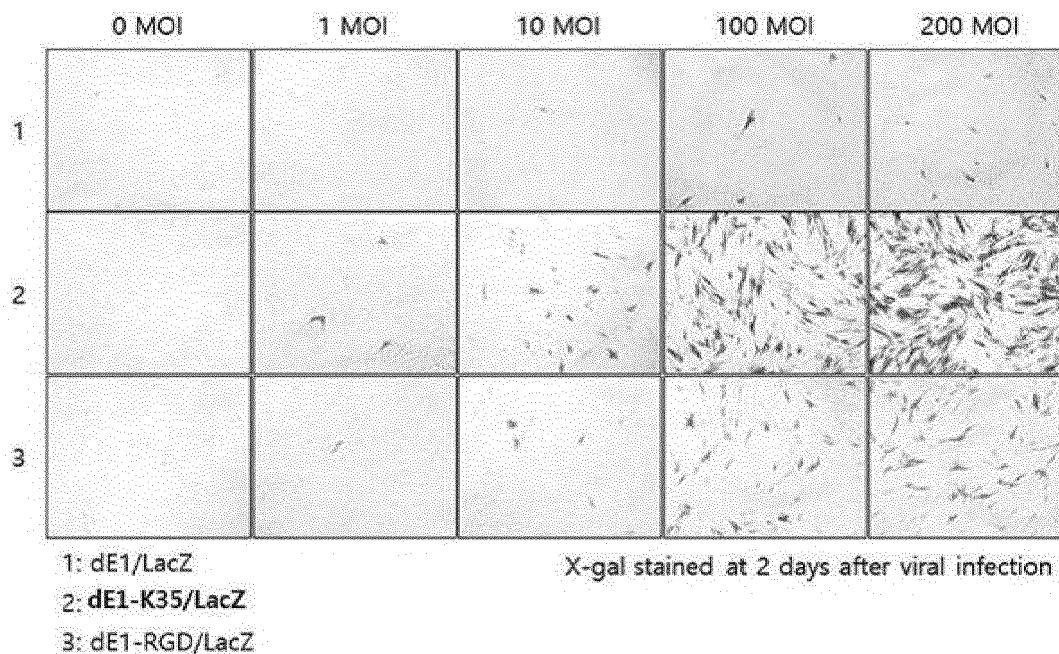 0 MOI 1 MOI 10 MOI 100 MOI 200 MOI
1
2
3
1: dE1/LacZ
X-gal stained at 2 days after viral infection
2: dE1-K35/LacZ
3: dE1-RGD/LacZ